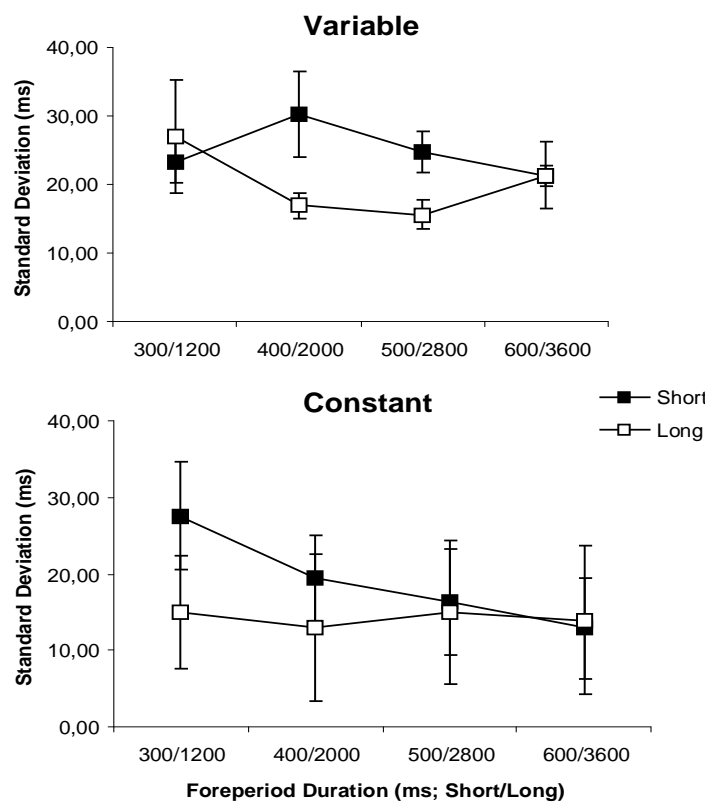 Variable
Standard Deviation (ms)
40,00
30,00
20,00
10,00
0,00
300/1200 400/2000 500/2800 600/3600
Constant
Short
Long
Standard Deviation (ms)
40,00
30,00
20,00
10,00
0,00
300/1200 400/2000 500/2800 600/3600
Foreperiod Duration (ms; Short/Long)